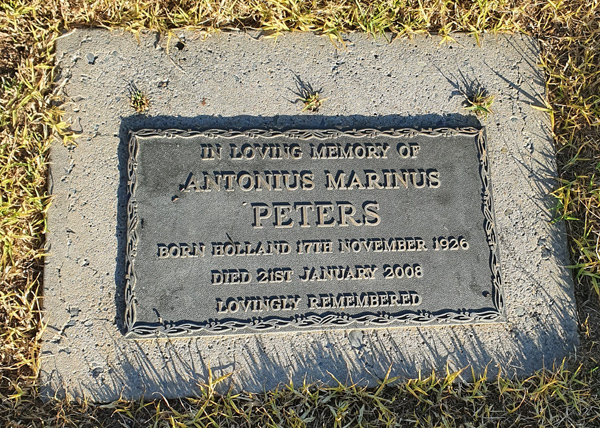 IN LOVING MEMORY OF
ANTONIUS MARINUS
PETERS
BORN HOLLAND 17TH NOVEMBER 1926
DIED 21ST JANUARY 2008
LOVINGLY REMEMBERED